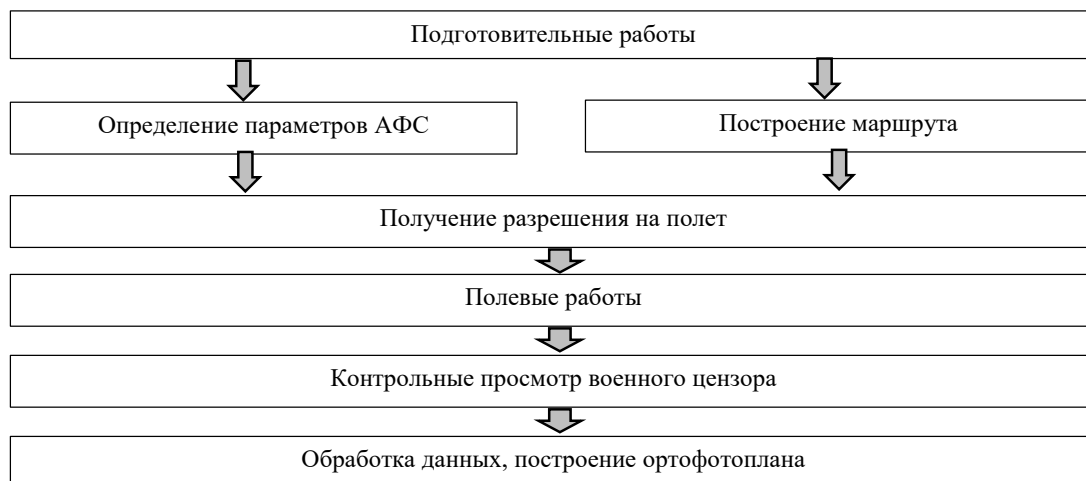 Подготовительные работы
Определение параметров АФС
Построение маршрута
Получение разрешения на полет
Полевые работы
Контрольные просмотр военного цензора
Обработка данных, построение ортофотоплана